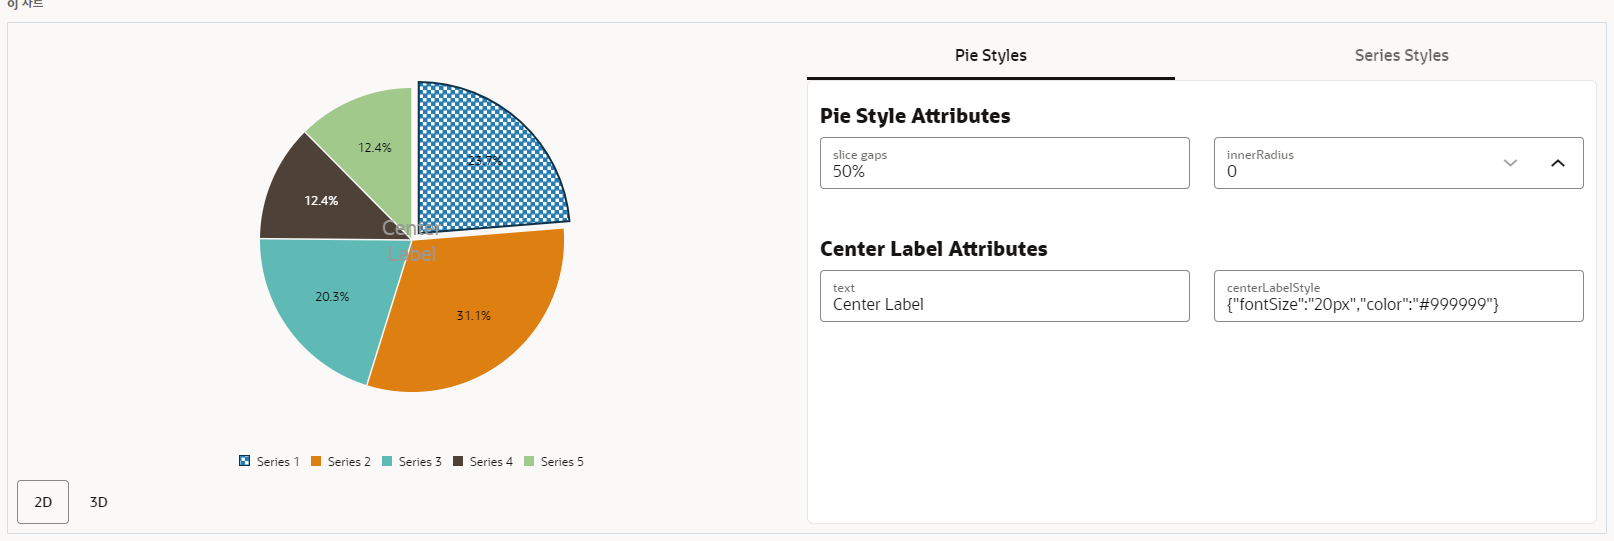 이 차트
Pie Styles
Series Styles
Pie Style Attributes
slice gaps
50%
innerRadius
0
Center Label Attributes
text
Center Label
centerLabelStyle
{"fontSize":"20px","color":"#999999"}
12.4%
23.7%
12.4%
Center
Label
20.3%
31.1%
Series 1
Series 2
Series 3
Series 4
Series 5
2D
3D